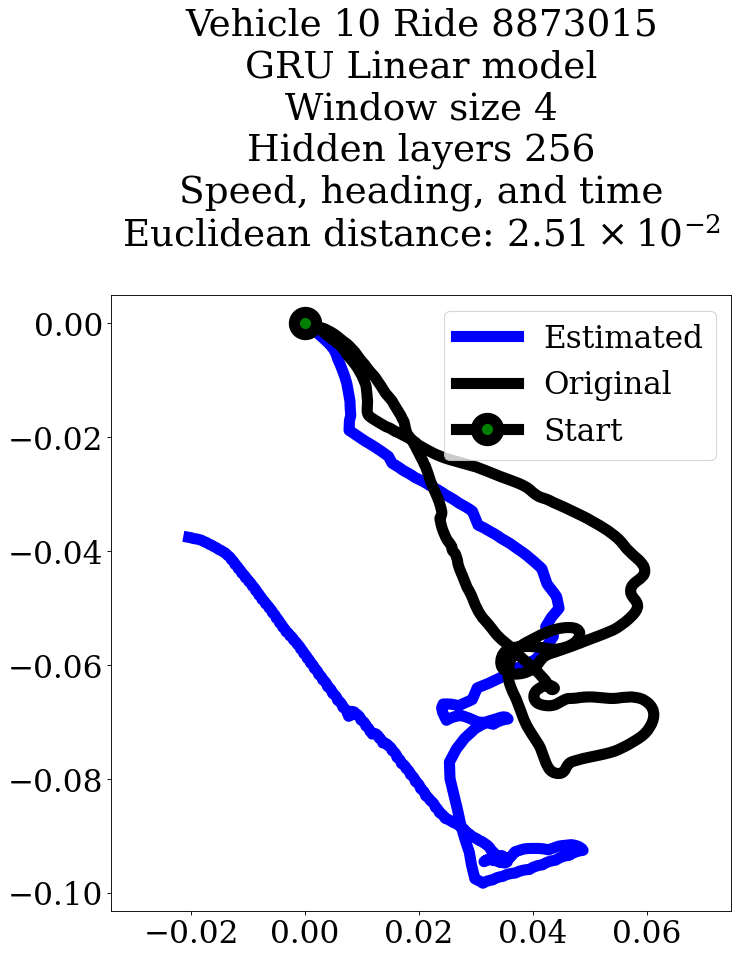 Vehicle 10 Ride 8873015
GRU Linear model
Window size 4
Hidden layers 256
Speed, heading, and time
Euclidean distance: 2.51 × 10⁻²
Estimated
Original
Start
0.00
−0.02
−0.04
−0.06
−0.08
−0.10
−0.02 0.00 0.02 0.04 0.06